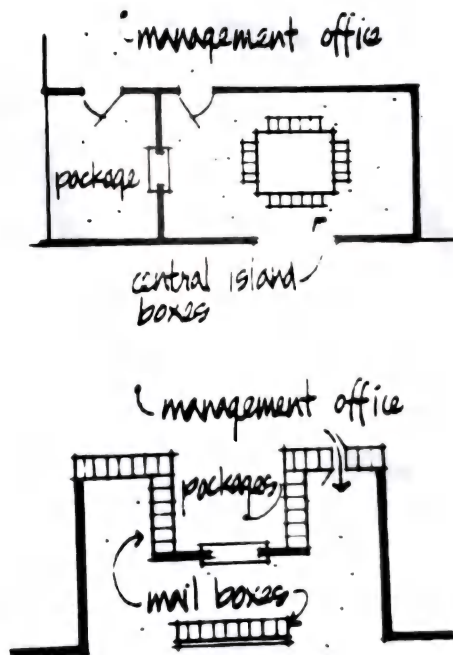 management office
package
central island
boxes
management office
packages
mail boxes